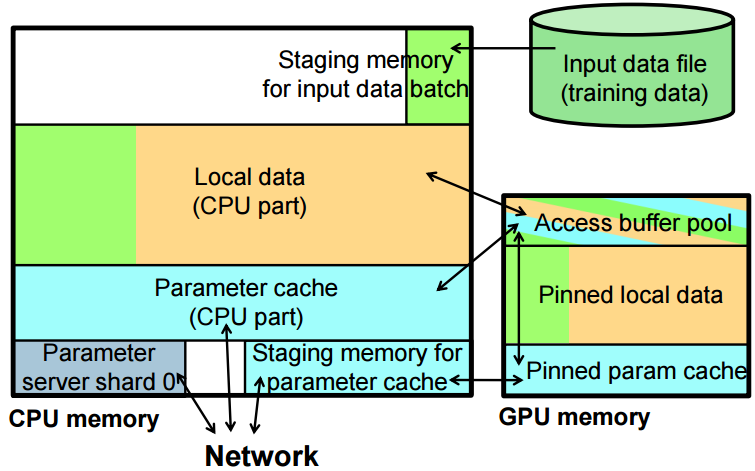 Staging memory
for input data batch
Input data file
(training data)
Local data
(CPU part)
Access buffer pool
Parameter cache
(CPU part)
Pinned local data
Parameter
server shard 0
Staging memory for
parameter cache
Pinned param cache
CPU memory
GPU memory
Network